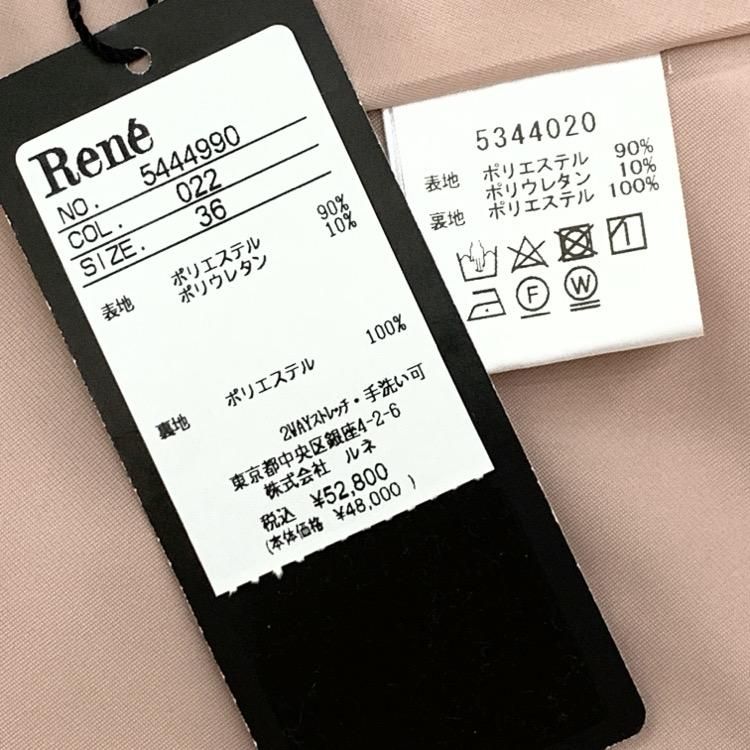 René
NO. 5444990
COL. 022
SIZE. 36
表地 ポリエステル 90%
ポリウレタン 10%
裏地 ポリエステル 100%
2WAYストレッチ・手洗い可
東京都中央区銀座4-2-6
株式会社 ルネ
税込 ¥52,800
(本体価格 ¥48,000 )
5344020
表地 ポリエステル 90%
ポリウレタン 10%
裏地 ポリエステル 100%
1
F W